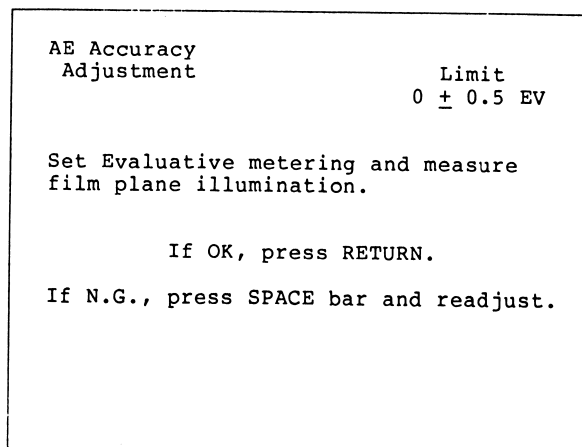 AE Accuracy
Adjustment
Limit
0 ± 0.5 EV
Set Evaluative metering and measure
film plane illumination.
If OK, press RETURN.
If N.G., press SPACE bar and readjust.